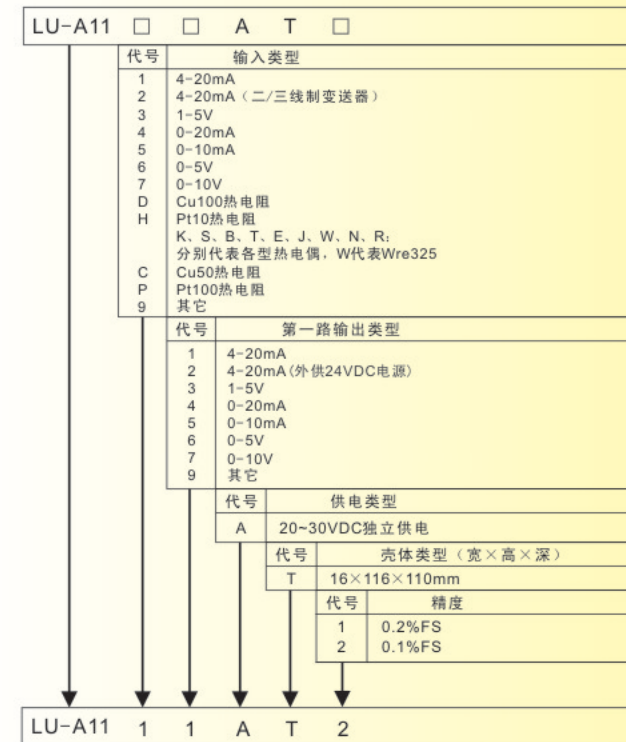 LU-A11 □ □ A T □
代号 输入类型
1 4-20mA
2 4-20mA（二/三线制变送器）
3 1-5V
4 0-20mA
5 0-10mA
6 0-5V
7 0-10V
D Cu100热电阻
H Pt10热电阻
K、S、B、T、E、J、W、N、R:
分别代表各型热电偶，W代表Wre325
C Cu50热电阻
P Pt100热电阻
9 其它
代号 第一路输出类型
1 4-20mA
2 4-20mA(外供24VDC电源)
3 1-5V
4 0-20mA
5 0-10mA
6 0-5V
7 0-10V
9 其它
代号 供电类型
A 20~30VDC独立供电
代号 壳体类型（宽×高×深）
T 16×116×110mm
代号 精度
1 0.2%FS
2 0.1%FS
LU-A11 1 1 A T 2